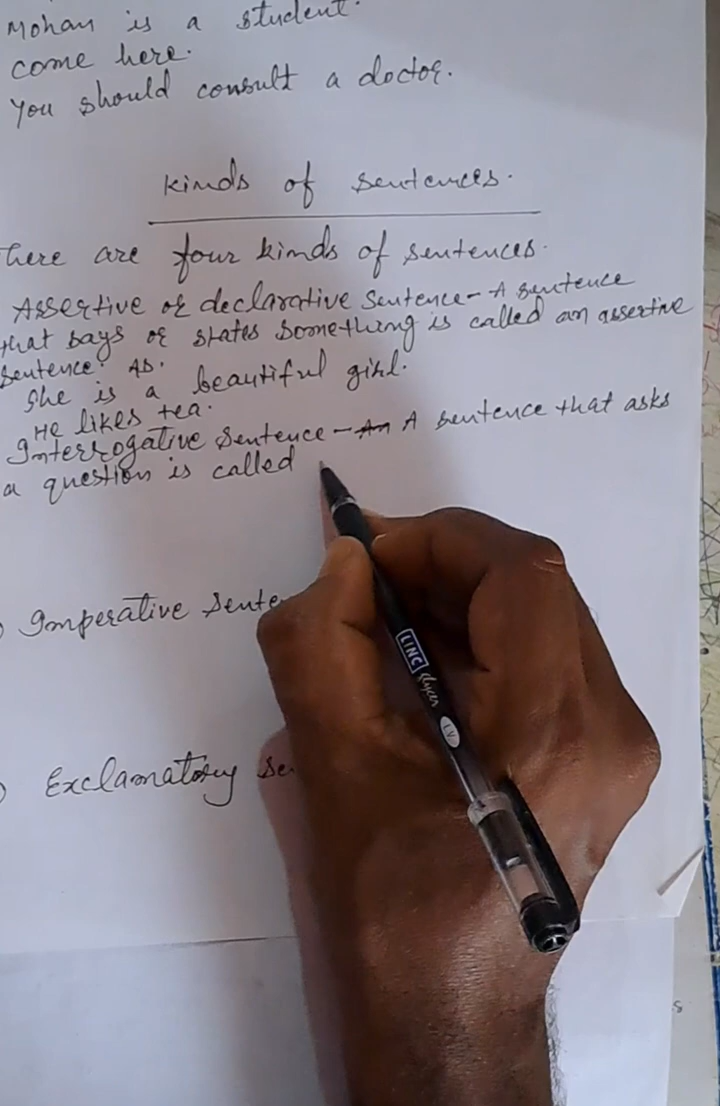 Mohan is a student.
come here.
You should consult a doctor.
Kinds of sentences.
here are four kinds of sentences.
Assertive or declarative sentence - A sentence
that says or states something is called an assertive
sentence. As.
She is a beautiful girl.
He likes tea.
Interrogative sentence - An A sentence that asks
a question is called
Imperative Sente
Exclamatory se
LINC